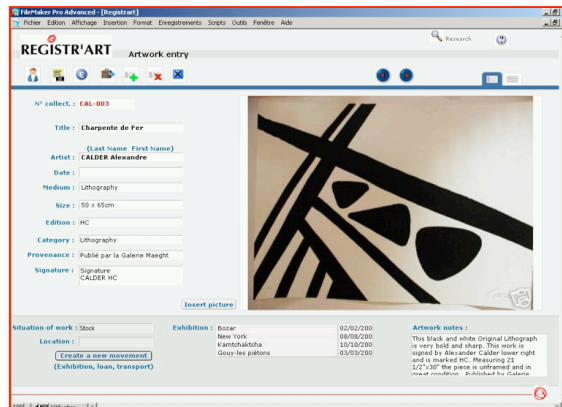 FileMaker Pro Advanced - [Registrart]
Fichier Edition Affichage Insertion Format Enregistrements Scripts Outils Fenêtre Aide
REGISTR'ART
Artwork entry
Research
N° collect. : CAL-003
Title : Charpente de Fer
(Last Name First Name)
Artist : CALDER Alexandre
Date :
Medium : Lithography
Size : 50 x 65cm
Edition : HC
Category : Lithography
Provenance : Publié par la Galerie Maeght
Signature : Signature
CALDER HC
Insert picture
Situation of work : Stock
Location :
Create a new movement
(Exhibition, loan, transport)
Exhibition : Bozar 02/02/200
New York 08/08/200
Kamtchaktcha 10/10/200
Gouy-les piétons 03/03/200
Artwork notes :
This black and white Original Lithograph
is very bold and sharp. This work is
signed by Alexander Calder lower right
and is marked HC. Measuring 21
1/2"x30" the piece is unframed and in
great condition. Published by Galerie